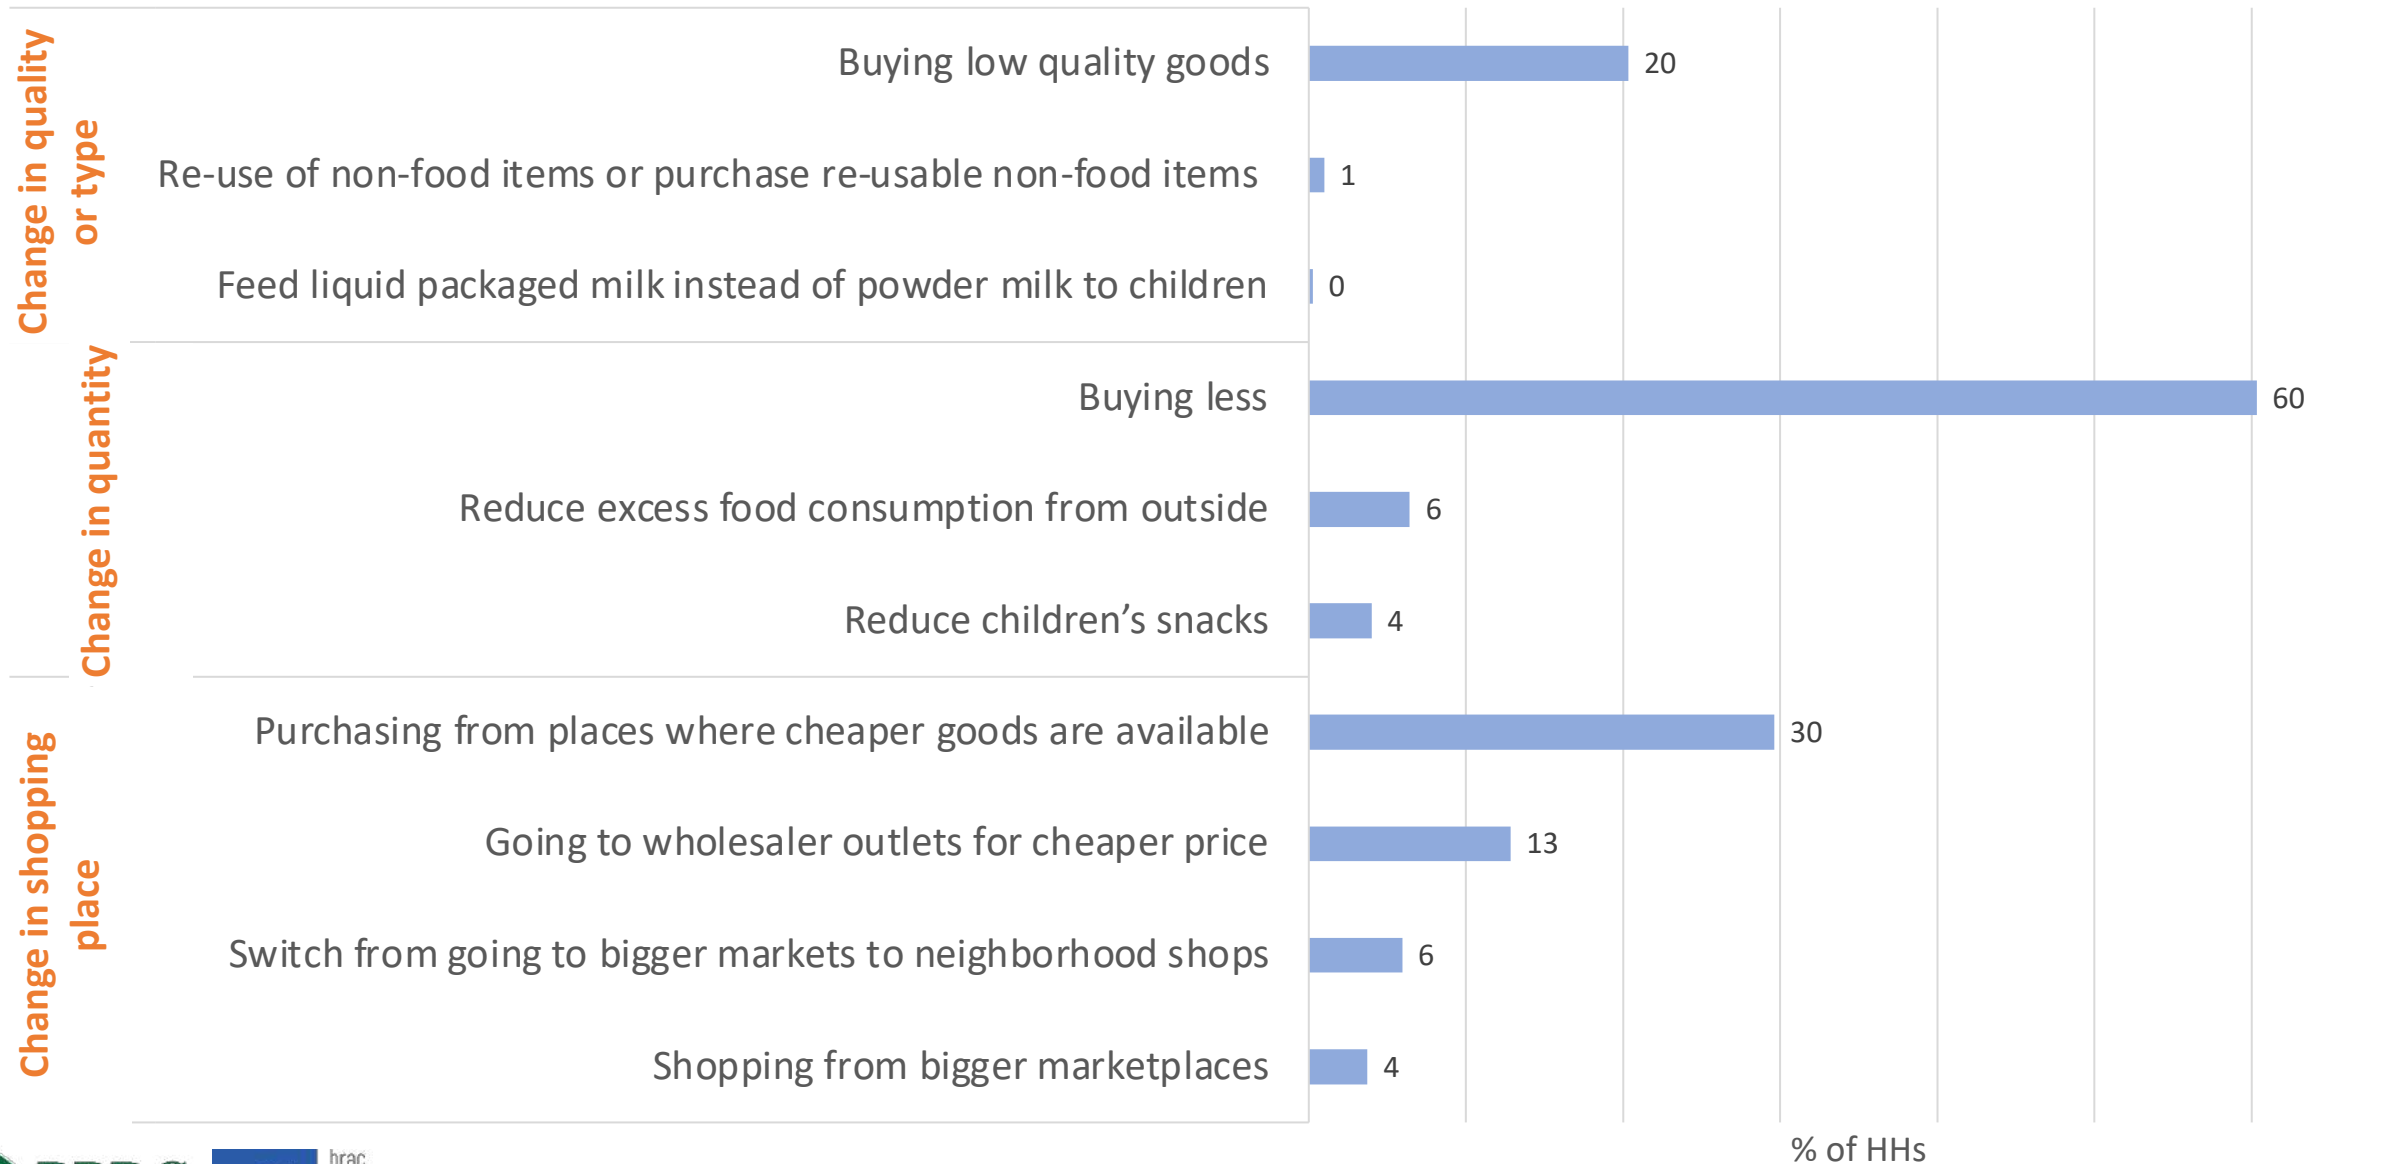 Change in quality
or type
Buying low quality goods 20
Re-use of non-food items or purchase re-usable non-food items 1
Feed liquid packaged milk instead of powder milk to children 0
Change in quantity
Buying less 60
Reduce excess food consumption from outside 6
Reduce children’s snacks 4
Change in shopping
place
Purchasing from places where cheaper goods are available 30
Going to wholesaler outlets for cheaper price 13
Switch from going to bigger markets to neighborhood shops 6
Shopping from bigger marketplaces 4
% of HHs
brac